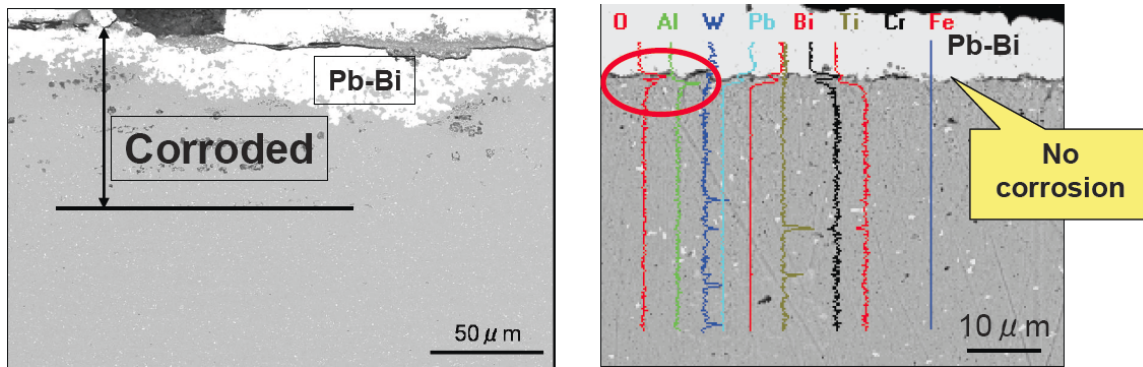 Pb-Bi
Corroded
50 μm
O Al W Pb Bi Ti Cr Fe
Pb-Bi
No
corrosion
10 μm